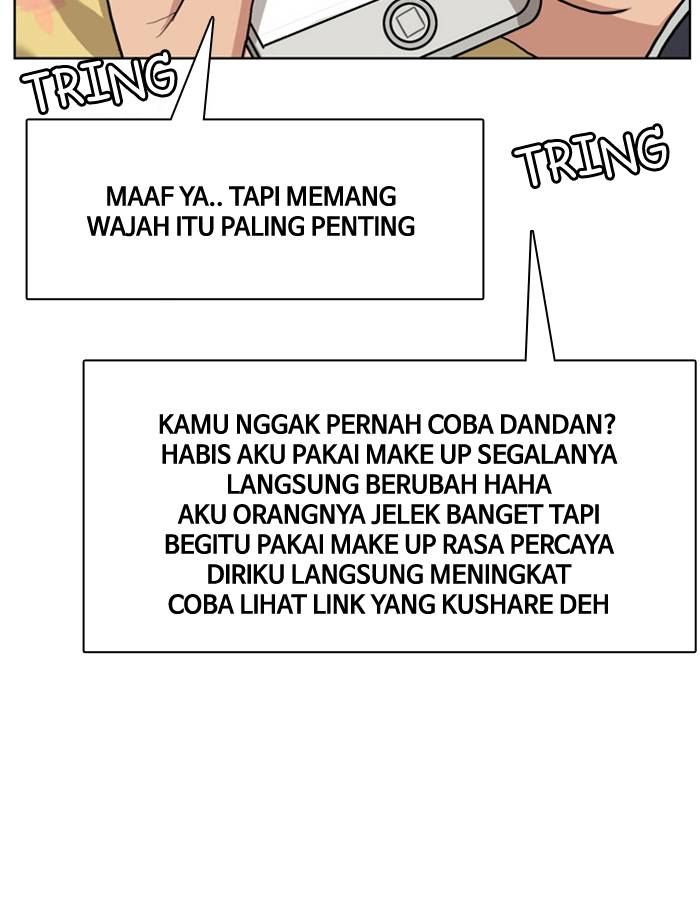 TRING
TRING
MAAF YA.. TAPI MEMANG
WAJAH ITU PALING PENTING
KAMU NGGAK PERNAH COBA DANDAN?
HABIS AKU PAKAI MAKE UP SEGALANYA
LANGSUNG BERUBAH HAHA
AKU ORANGNYA JELEK BANGET TAPI
BEGITU PAKAI MAKE UP RASA PERCAYA
DIRIKU LANGSUNG MENINGKAT
COBA LIHAT LINK YANG KUSHARE DEH